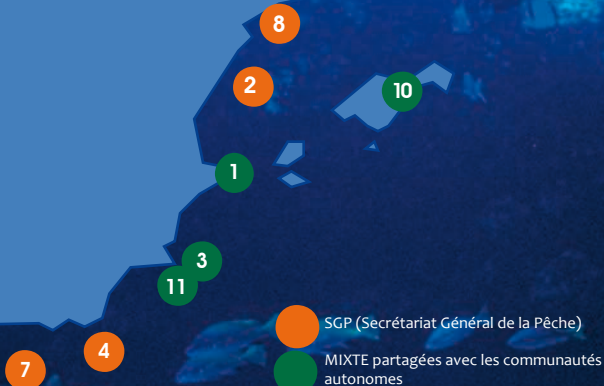 8
2
10
1
3
11
4
7
SGP (Secrétariat Général de la Pêche)
MIXTE partagées avec les communautés
autonomes